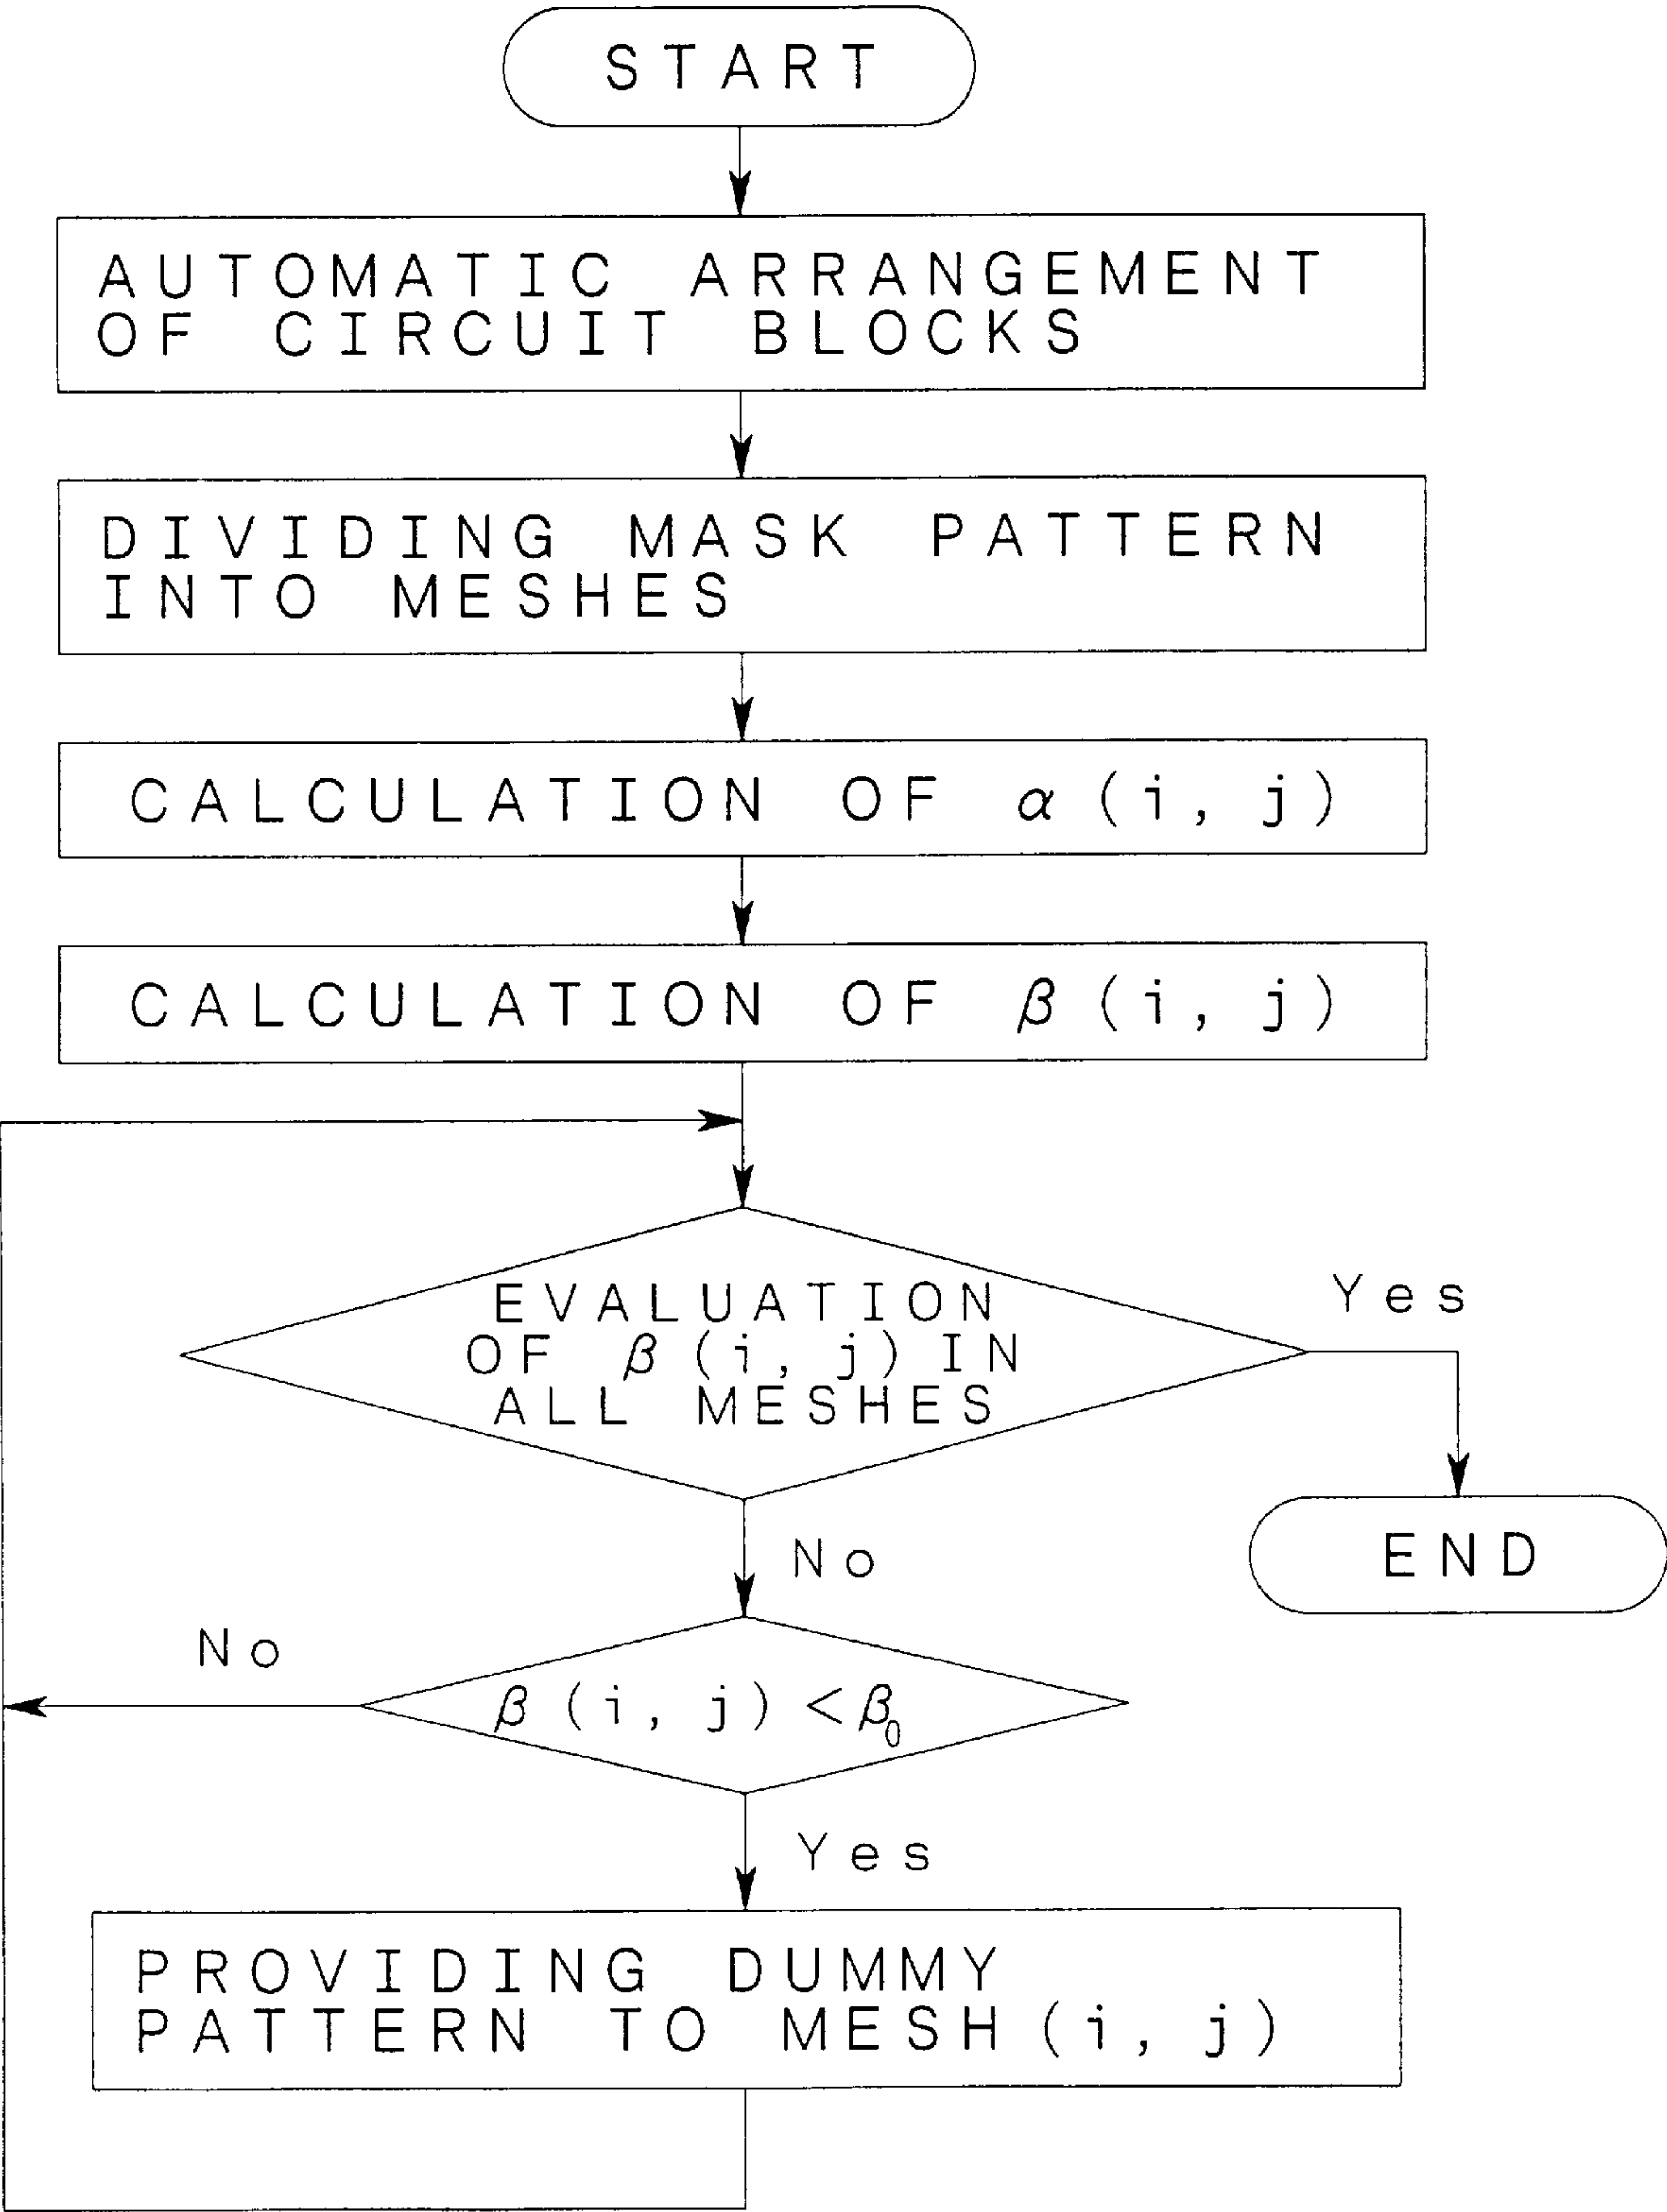 START
AUTOMATIC ARRANGEMENT
OF CIRCUIT BLOCKS
DIVIDING MASK PATTERN
INTO MESHES
CALCULATION OF α(i, j)
CALCULATION OF β(i, j)
EVALUATION
OF β(i, j) IN
ALL MESHES
Yes
END
No
No
β(i, j)<β₀
Yes
PROVIDING DUMMY
PATTERN TO MESH(i, j)